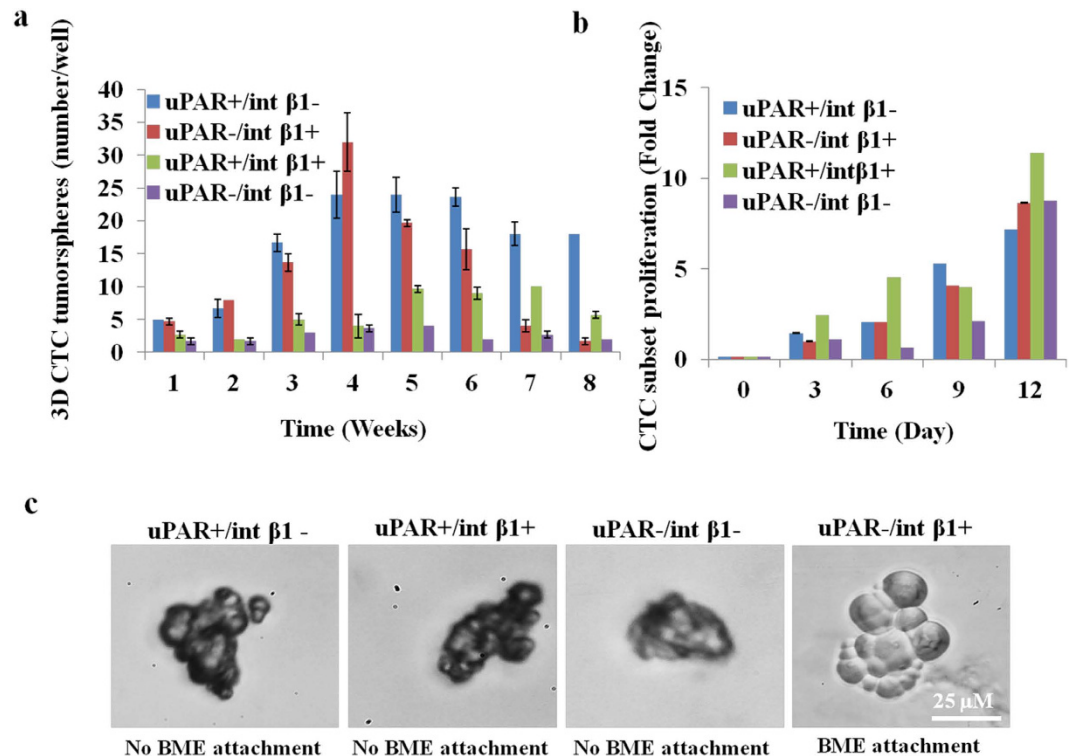 a
3D CTC tumorspheres (number/well)
40
35
30
25
20
15
10
5
0
uPAR+/int β1-
uPAR-/int β1+
uPAR+/int β1+
uPAR-/int β1-
1 2 3 4 5 6 7 8
Time (Weeks)
b
CTC subset proliferation (Fold Change)
15
10
5
0
uPAR+/int β1-
uPAR-/int β1+
uPAR+/intβ1+
uPAR-/int β1-
0 3 6 9 12
Time (Day)
c
uPAR+/int β1 -
uPAR+/int β1+
uPAR-/int β1-
uPAR-/int β1+
25 µM
No BME attachment
No BME attachment
No BME attachment
BME attachment